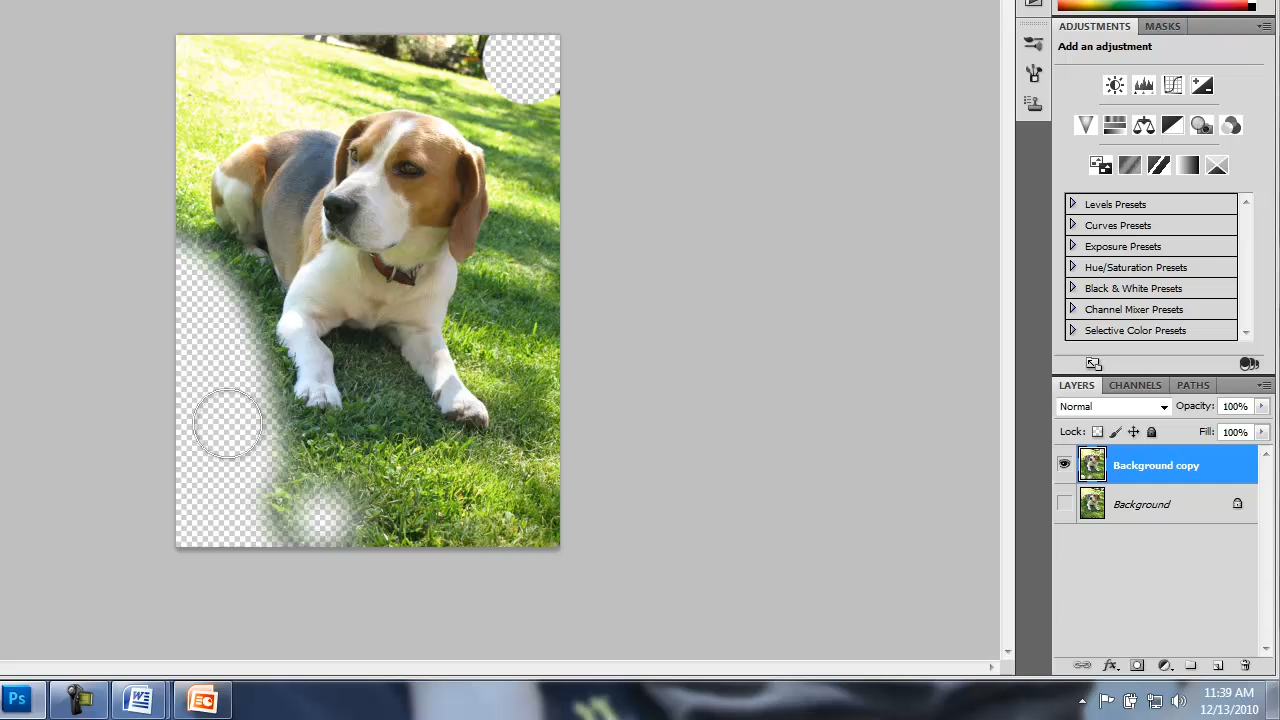 ADJUSTMENTS MASKS
Add an adjustment
Levels Presets
Curves Presets
Exposure Presets
Hue/Saturation Presets
Black & White Presets
Channel Mixer Presets
Selective Color Presets
LAYERS CHANNELS PATHS
Normal Opacity: 100%
Lock: Fill: 100%
Background copy
Background
Ps
11:39 AM
12/13/2010